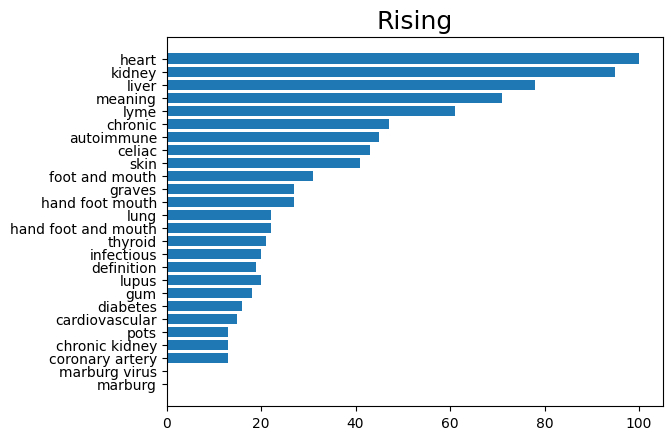 Rising
heart
kidney
liver
meaning
lyme
chronic
autoimmune
celiac
skin
foot and mouth
graves
hand foot mouth
lung
hand foot and mouth
thyroid
infectious
definition
lupus
gum
diabetes
cardiovascular
pots
chronic kidney
coronary artery
marburg virus
marburg
0 20 40 60 80 100